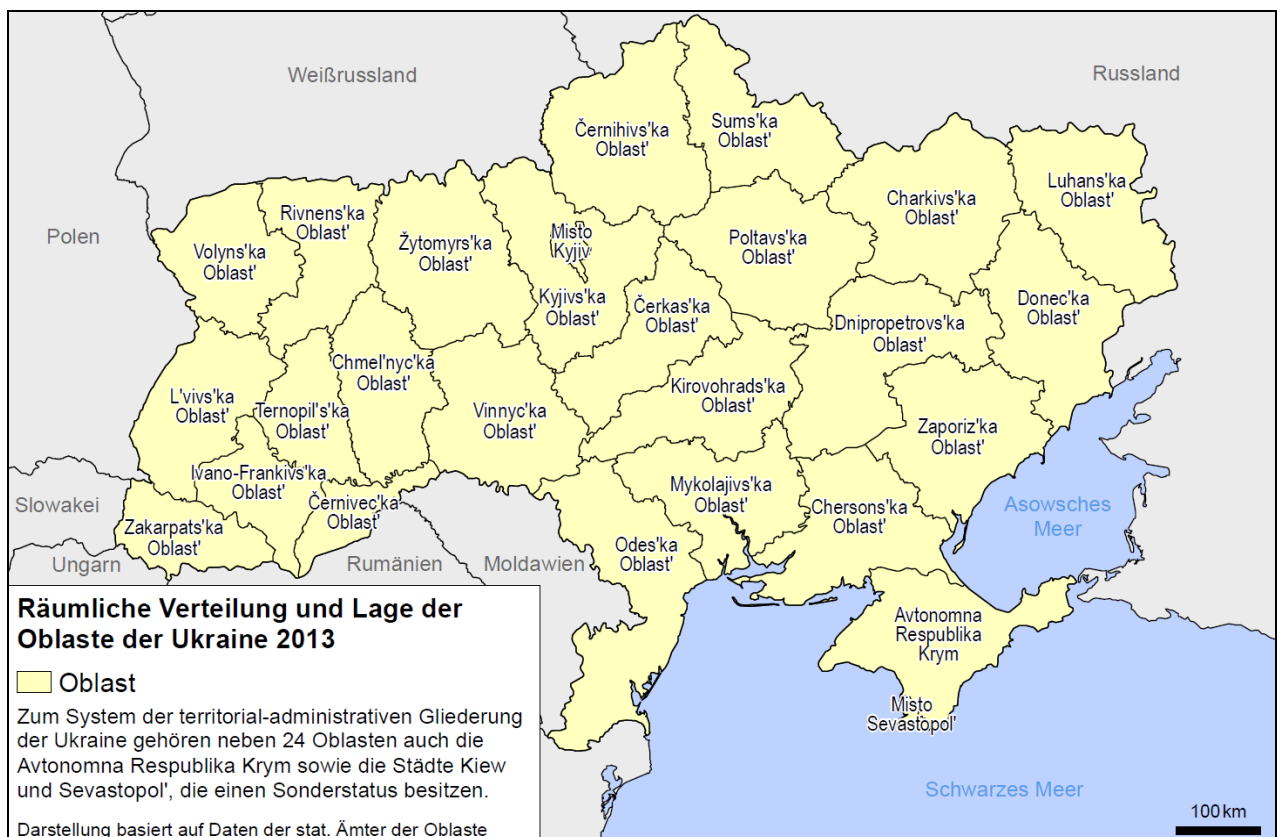 Weißrussland
Russland
Černihivs'ka
Oblast'
Sums'ka
Oblast'
Charkivs'ka
Oblast'
Luhans'ka
Oblast'
Polen
Volyns'ka
Oblast'
Rivnens'ka
Oblast'
Žytomyrs'ka
Oblast'
Misto
Kyjiv
Kyjivs'ka
Oblast'
Poltavs'ka
Oblast'
Čerkas'ka
Oblast'
Dnipropetrovs'ka
Oblast'
Donec'ka
Oblast'
L'vivs'ka
Oblast'
Ternopil's'ka
Oblast'
Chmel'nyc'ka
Oblast'
Vinnyc'ka
Oblast'
Kirovohrads'ka
Oblast'
Zaporiz'ka
Oblast'
Ivano-Frankivs'ka
Oblast'
Černivec'ka
Oblast'
Mykolajivs'ka
Oblast'
Chersons'ka
Oblast'
Slowakei
Zakarpats'ka
Oblast'
Ungarn
Rumänien
Moldawien
Odes'ka
Oblast'
Asowsches
Meer
Avtonomna
Respublika
Krym
Misto
Sevastopol'
Schwarzes Meer
100 km
Räumliche Verteilung und Lage der
Oblaste der Ukraine 2013
Oblast
Zum System der territorial-administrativen Gliederung
der Ukraine gehören neben 24 Oblasten auch die
Avtonomna Respublika Krym sowie die Städte Kiew
und Sevastopol', die einen Sonderstatus besitzen.
Darstellung basiert auf Daten der stat. Ämter der Oblaste